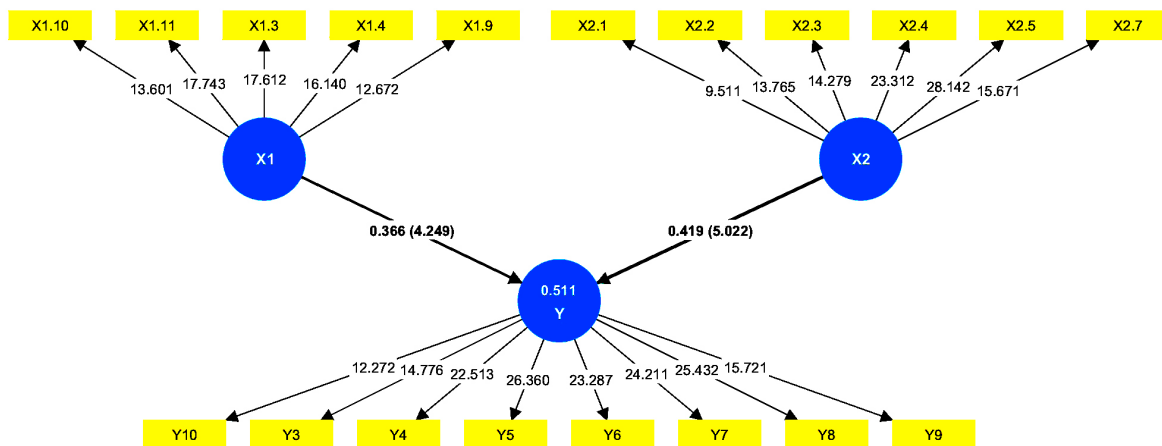 X1.10 X1.11 X1.3 X1.4 X1.9 X2.1 X2.2 X2.3 X2.4 X2.5 X2.7
13.601 17.743 17.612 16.140 12.672 9.511 13.765 14.279 23.312 28.142 15.671
X1 X2
0.366 (4.249) 0.419 (5.022)
0.511
Y
12.272 14.776 22.513 26.360 23.287 24.211 25.432 15.721
Y10 Y3 Y4 Y5 Y6 Y7 Y8 Y9